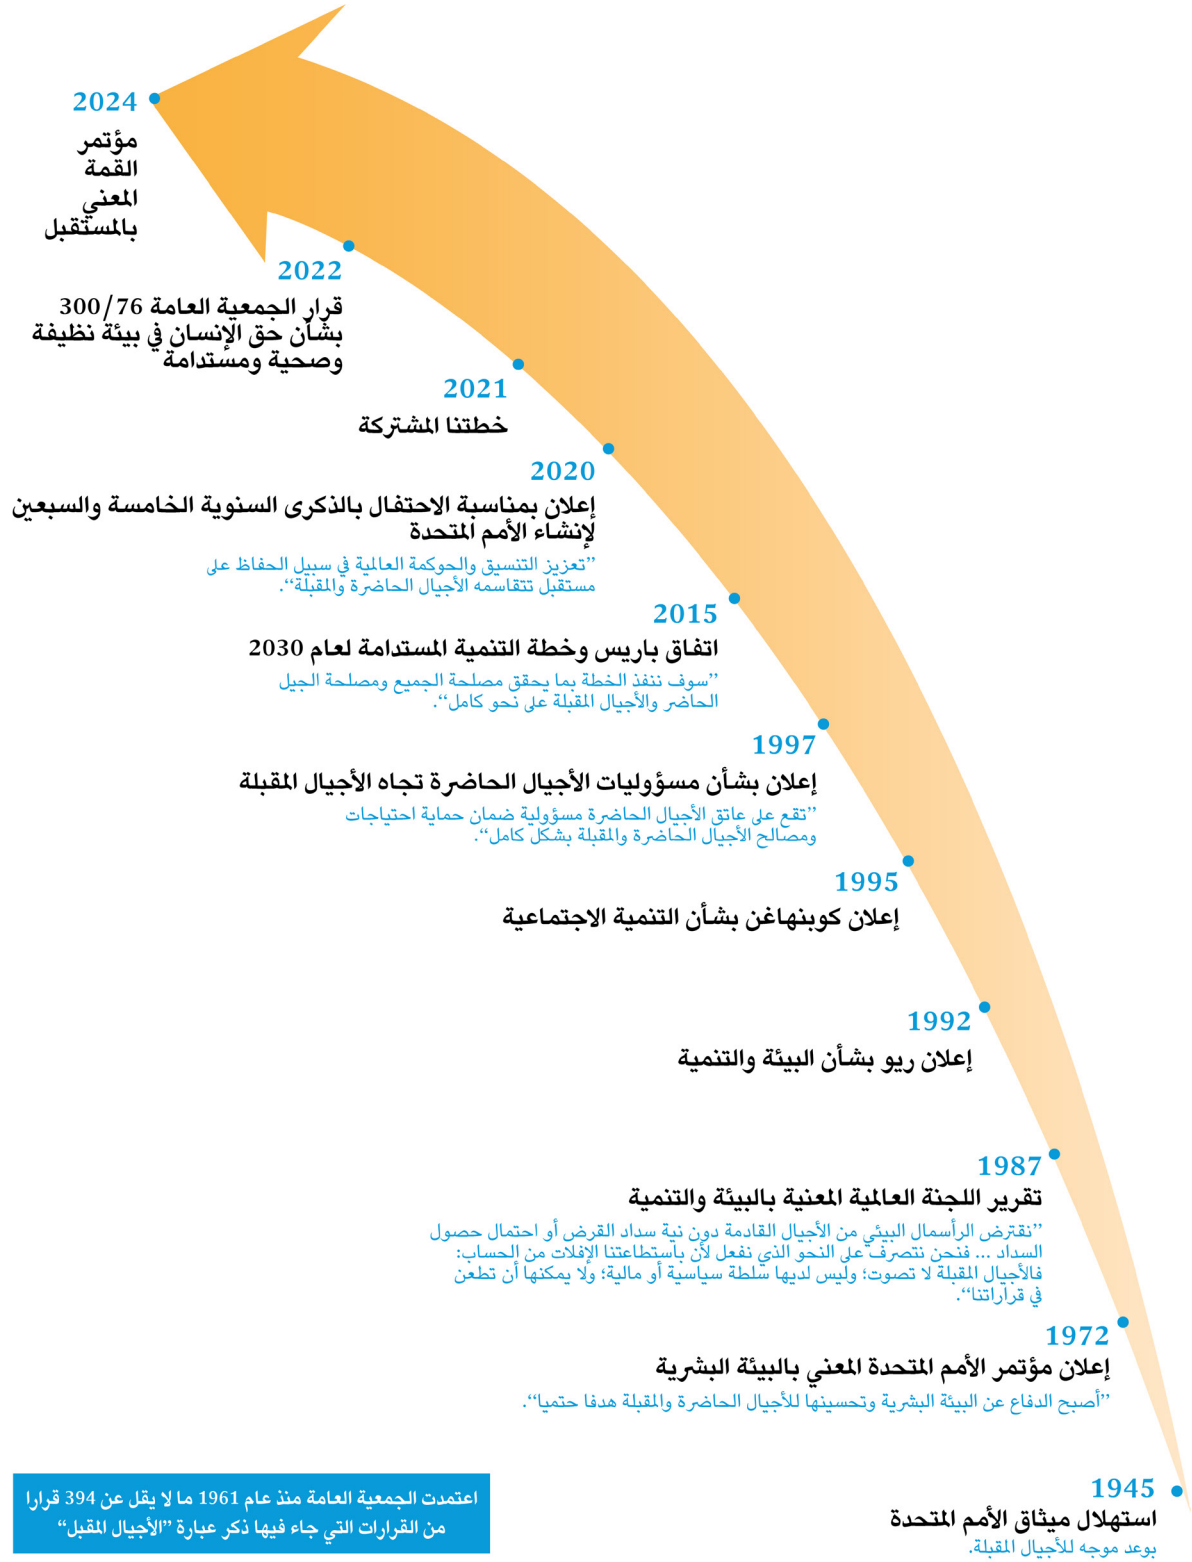 2024
مؤتمر
القمة
المعني
بالمستقبل
2022
قرار الجمعية العامة 300/76
بشأن حق الإنسان في بيئة نظيفة
وصحية ومستدامة
2021
خطتنا المشتركة
2020
إعلان بمناسبة الاحتفال بالذكرى السنوية الخامسة والسبعين
لإنشاء الأمم المتحدة
”تعزيز التنسيق والحوكمة العالمية في سبيل الحفاظ على
مستقبل تتقاسمه الأجيال الحاضرة والمقبلة“.
2015
اتفاق باريس وخطة التنمية المستدامة لعام 2030
”سوف ننفذ الخطة بما يحقق مصلحة الجميع ومصلحة الجيل
الحاضر والأجيال المقبلة على نحو كامل“.
1997
إعلان بشأن مسؤوليات الأجيال الحاضرة تجاه الأجيال المقبلة
”تقع على عاتق الأجيال الحاضرة مسؤولية ضمان حماية احتياجات
ومصالح الأجيال الحاضرة والمقبلة بشكل كامل“.
1995
إعلان كوبنهاغن بشأن التنمية الاجتماعية
1992
إعلان ريو بشأن البيئة والتنمية
1987
تقرير اللجنة العالمية المعنية بالبيئة والتنمية
”نقترض الرأسمال البيئي من الأجيال القادمة دون نية سداد القرض أو احتمال حصول
السداد ... فنحن نتصرف على النحو الذي نفعل لأن باستطاعتنا الإفلات من الحساب:
فالأجيال المقبلة لا تصوت؛ وليس لديها سلطة سياسية أو مالية؛ ولا يمكنها أن تطعن
في قراراتنا“.
1972
إعلان مؤتمر الأمم المتحدة المعني بالبيئة البشرية
”أصبح الدفاع عن البيئة البشرية وتحسينها للأجيال الحاضرة والمقبلة هدفا حتميا“.
1945
استهلال ميثاق الأمم المتحدة
بوعد موجه للأجيال المقبلة.
اعتمدت الجمعية العامة منذ عام 1961 ما لا يقل عن 394 قرارا
من القرارات التي جاء فيها ذكر عبارة ”الأجيال المقبل“